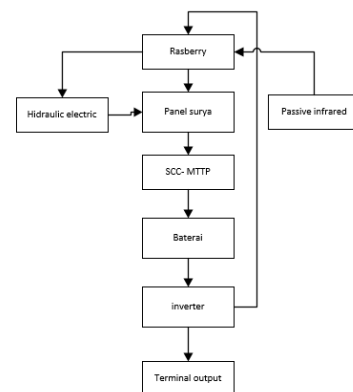 Rasberry
Hidraulic electric
Panel surya
Passive infrared
SCC- MTTP
Baterai
inverter
Terminal output